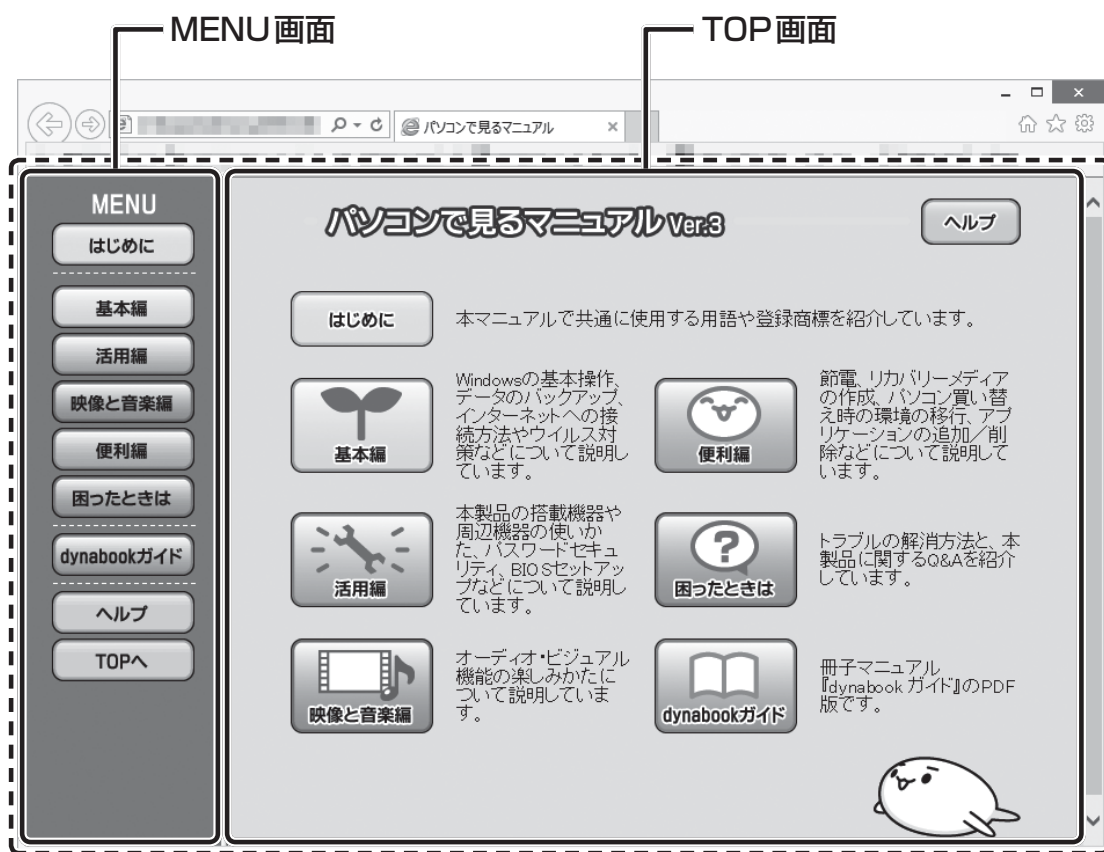 MENU画面
TOP画面
パソコンで見るマニュアル
MENU
はじめに
基本編
活用編
映像と音楽編
便利編
困ったときは
dynabookガイド
ヘルプ
TOPへ
パソコンで見るマニュアル Ver.3
ヘルプ
はじめに
本マニュアルで共通に使用する用語や登録商標を紹介しています。
基本編
Windowsの基本操作、
データのバックアップ、
インターネットへの接
続方法やウイルス対
策などについて説明し
ています。
便利編
節電、リカバリーメディア
の作成、パソコン買い替
え時の環境の移行、アプ
リケーションの追加／削
除などについて説明して
います。
活用編
本製品の搭載機器や
周辺機器の使いか
た、パスワードセキュ
リティ、BIOSセットアッ
プなどについて説明し
ています。
困ったときは
トラブルの解消方法と、本
製品に関するQ&Aを紹介
しています。
映像と音楽編
オーディオ・ビジュアル
機能の楽しみかたに
ついて説明していま
す。
dynabookガイド
冊子マニュアル
『dynabook ガイド』のPDF
版です。